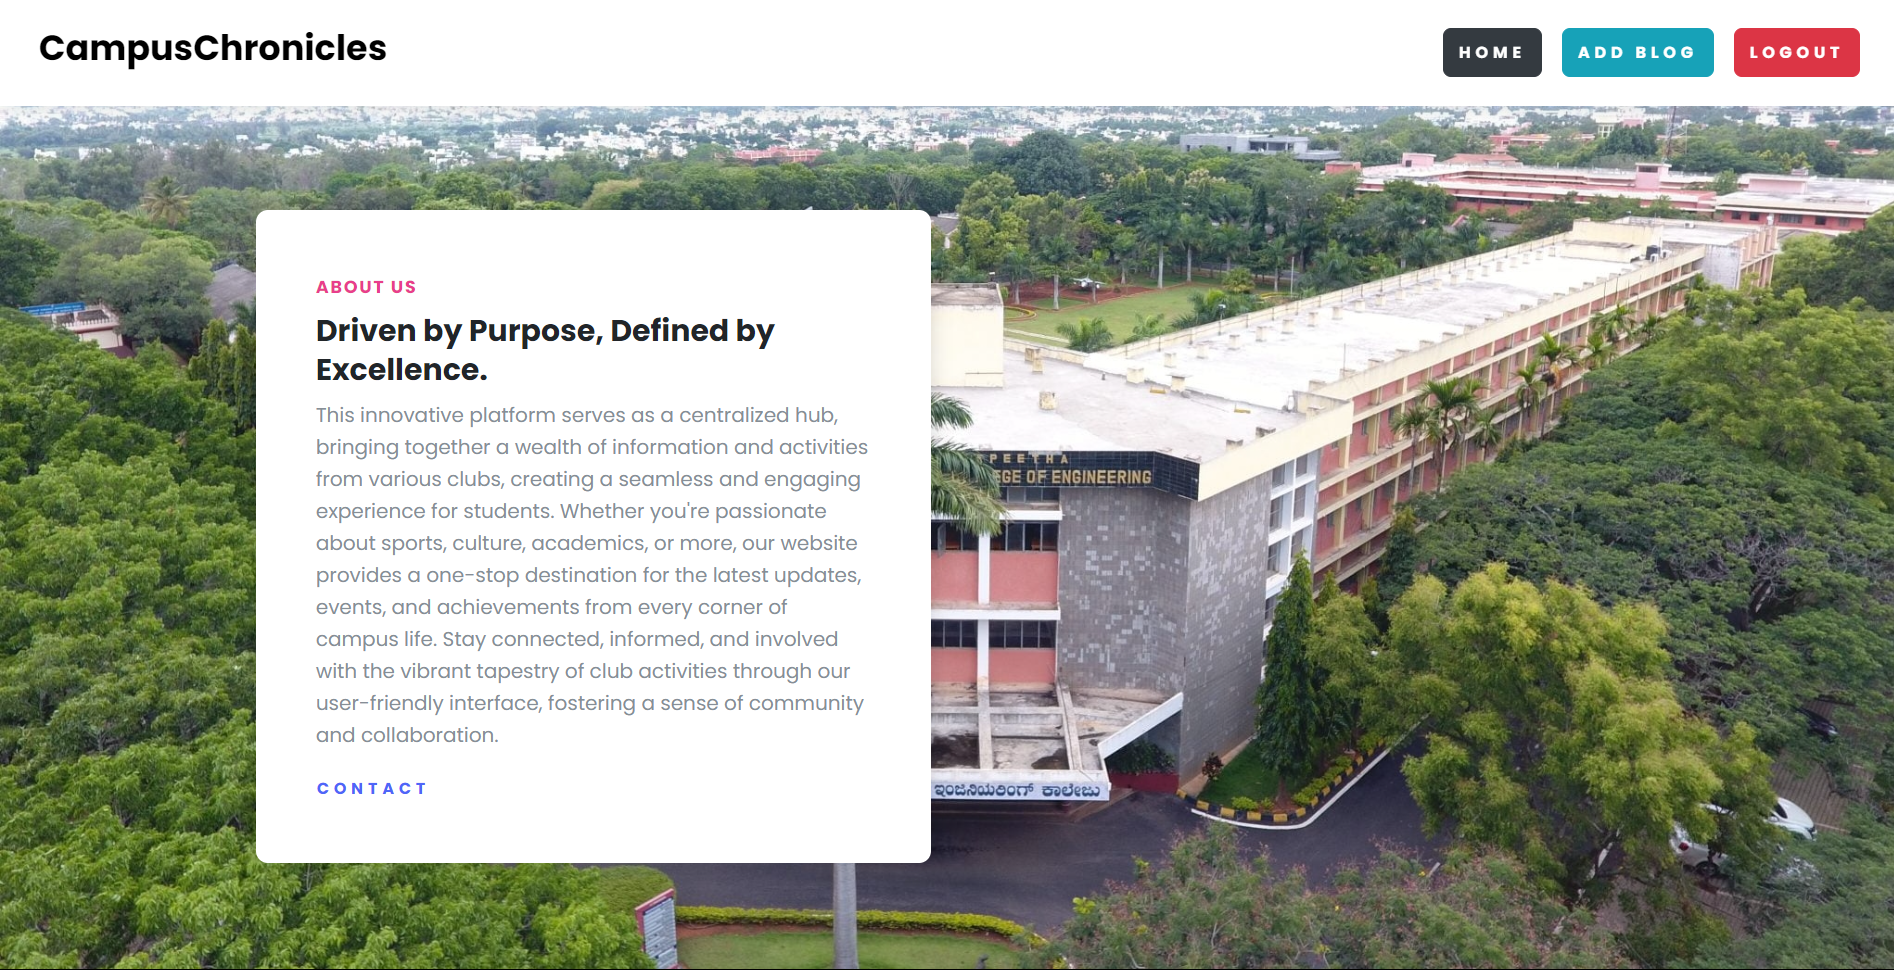 CampusChronicles
HOME
ADD BLOG
LOGOUT
ABOUT US
Driven by Purpose, Defined by
Excellence.
This innovative platform serves as a centralized hub,
bringing together a wealth of information and activities
from various clubs, creating a seamless and engaging
experience for students. Whether you're passionate
about sports, culture, academics, or more, our website
provides a one-stop destination for the latest updates,
events, and achievements from every corner of
campus life. Stay connected, informed, and involved
with the vibrant tapestry of club activities through our
user-friendly interface, fostering a sense of community
and collaboration.
CONTACT
PEETHA
EGE OF ENGINEERING
ಇಂಜಿನಿಯರಿಂಗ್ ಕಾಲೇಜು